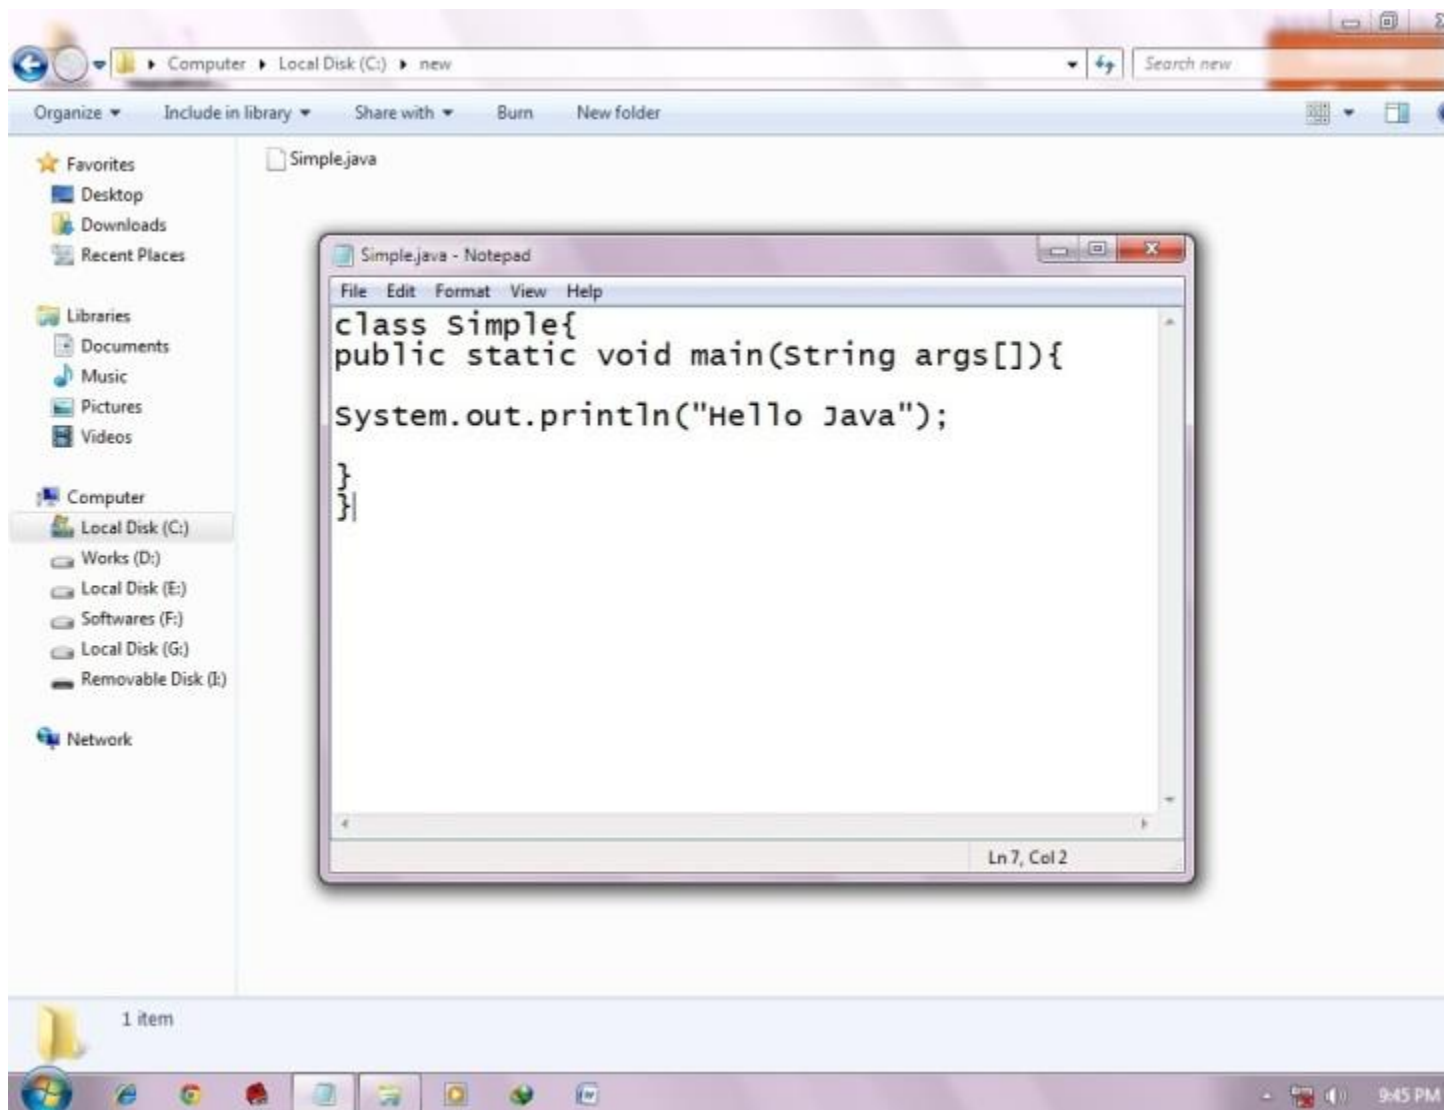 Computer ▸ Local Disk (C:) ▸ new
Search new
Organize
Include in library
Share with
Burn
New folder
Favorites
Desktop
Downloads
Recent Places
Libraries
Documents
Music
Pictures
Videos
Computer
Local Disk (C:)
Works (D:)
Local Disk (E:)
Softwares (F:)
Local Disk (G:)
Removable Disk (I:)
Network
Simple.java
Simple.java - Notepad
File Edit Format View Help
class Simple{
public static void main(String args[]){
System.out.println("Hello Java");
}
}
Ln 7, Col 2
1 item
9:45 PM